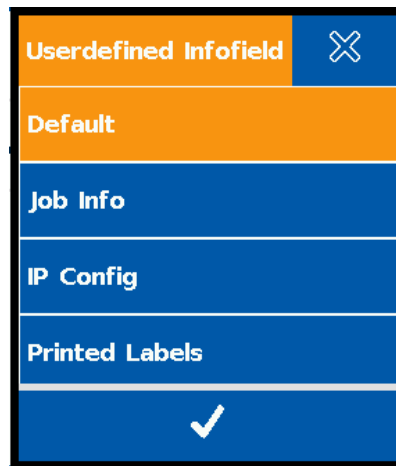 Userdefined Infofield
Default
Job Info
IP Config
Printed Labels